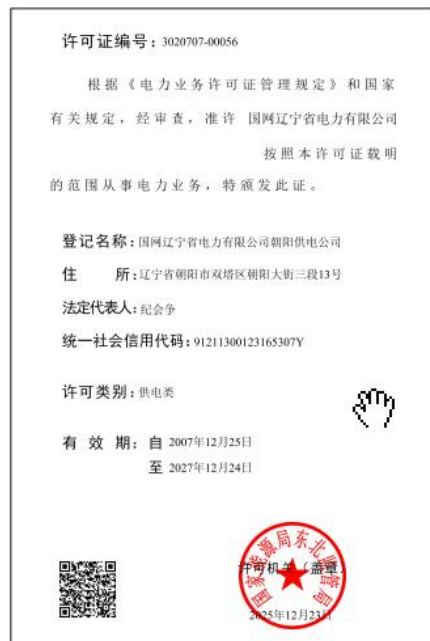 许可证编号：3020707-00056
根据《电力业务许可证管理规定》和国家
有关规定，经审查，准许 国网辽宁省电力有限公司
按照本许可证载明
的范围从事电力业务，特颁发此证。
登记名称：国网辽宁省电力有限公司朝阳供电公司
住 所：辽宁省朝阳市双塔区朝阳大街三段13号
法定代表人：纪会争
统一社会信用代码：91211300123165307Y
许可类别：供电类
有 效 期：自 2007年12月25日
至 2027年12月24日
国家能源局东北监管局
许可机关（盖章）
2025年12月23日